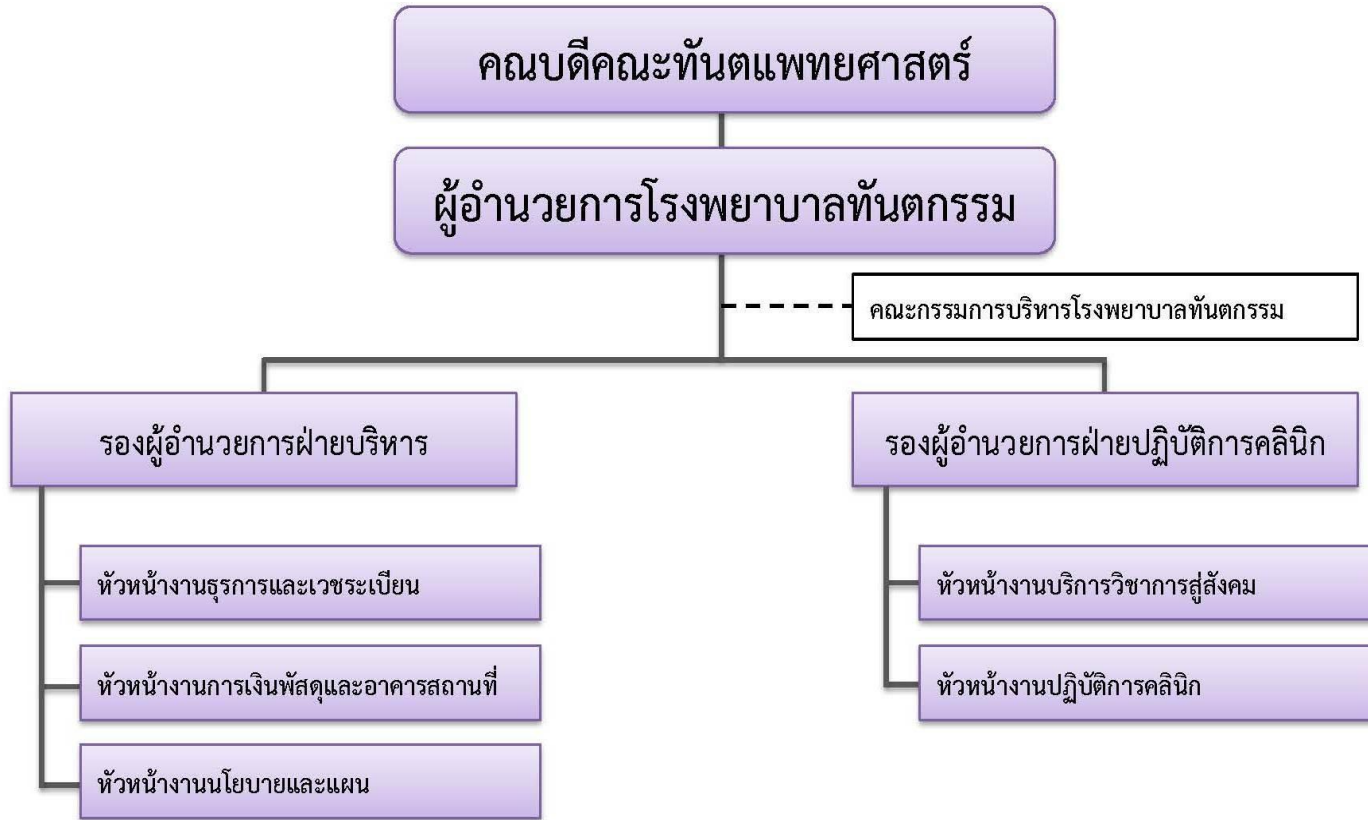 คณบดีคณะทันตแพทยศาสตร์
ผู้อำนวยการโรงพยาบาลทันตกรรม
คณะกรรมการบริหารโรงพยาบาลทันตกรรม
รองผู้อำนวยการฝ่ายบริหาร
หัวหน้างานธุรการและเวชระเบียน
หัวหน้างานการเงินพัสดุและอาคารสถานที่
หัวหน้างานนโยบายและแผน
รองผู้อำนวยการฝ่ายปฏิบัติการคลินิก
หัวหน้างานบริการวิชาการสู่สังคม
หัวหน้างานปฏิบัติการคลินิก